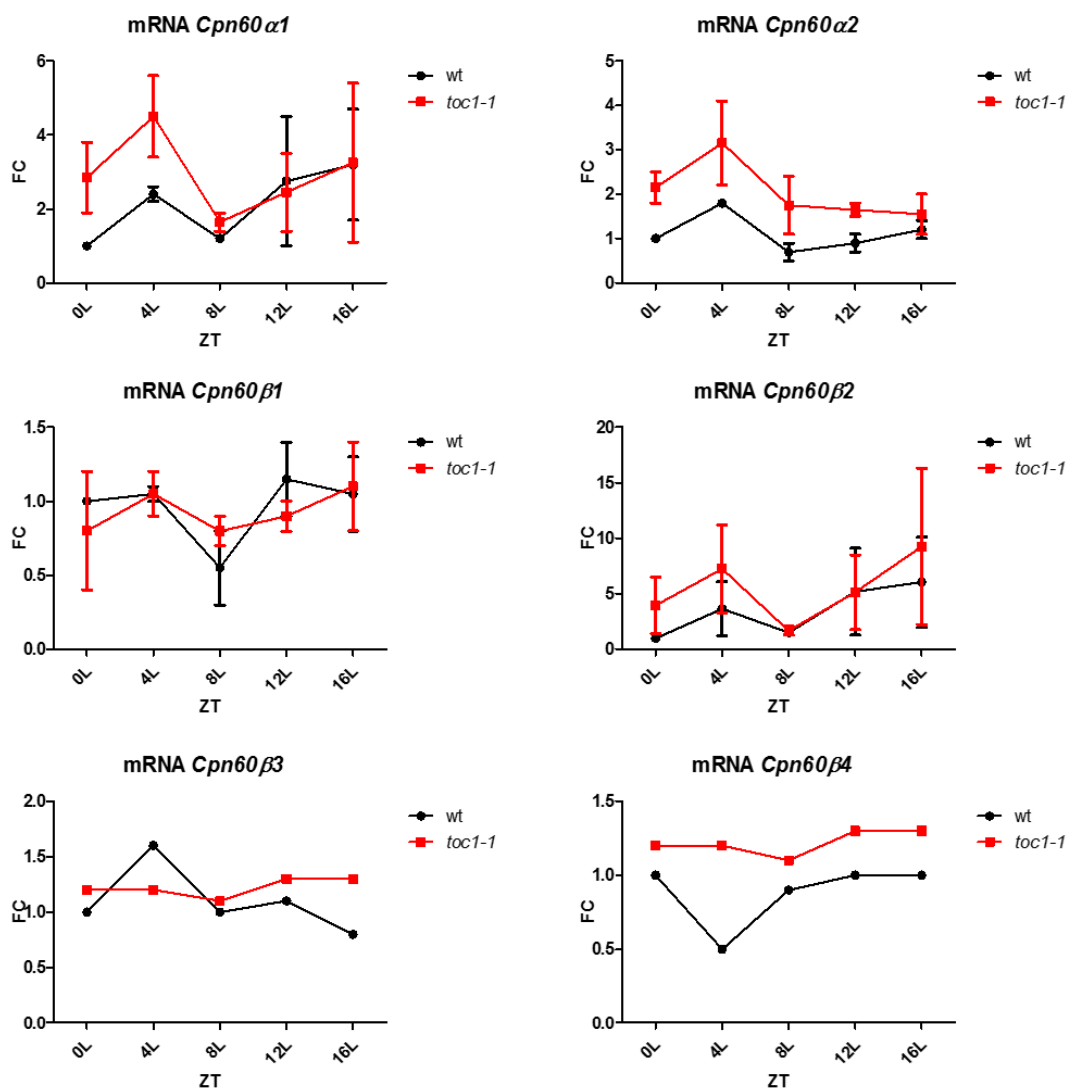 mRNA Cpn60α1
6
4
2
0
FC
0L 4L 8L 12L 16L
ZT
wt
toc1-1
mRNA Cpn60α2
5
4
3
2
1
0
FC
0L 4L 8L 12L 16L
ZT
wt
toc1-1
mRNA Cpn60β1
1.5
1.0
0.5
0.0
FC
0L 4L 8L 12L 16L
ZT
wt
toc1-1
mRNA Cpn60β2
20
15
10
5
0
FC
0L 4L 8L 12L 16L
ZT
wt
toc1-1
mRNA Cpn60β3
2.0
1.5
1.0
0.5
0.0
FC
0L 4L 8L 12L 16L
ZT
wt
toc1-1
mRNA Cpn60β4
1.5
1.0
0.5
0.0
FC
0L 4L 8L 12L 16L
ZT
wt
toc1-1